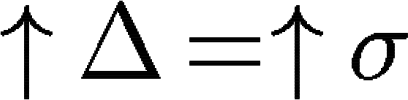 ↑ Δ = ↑ σ